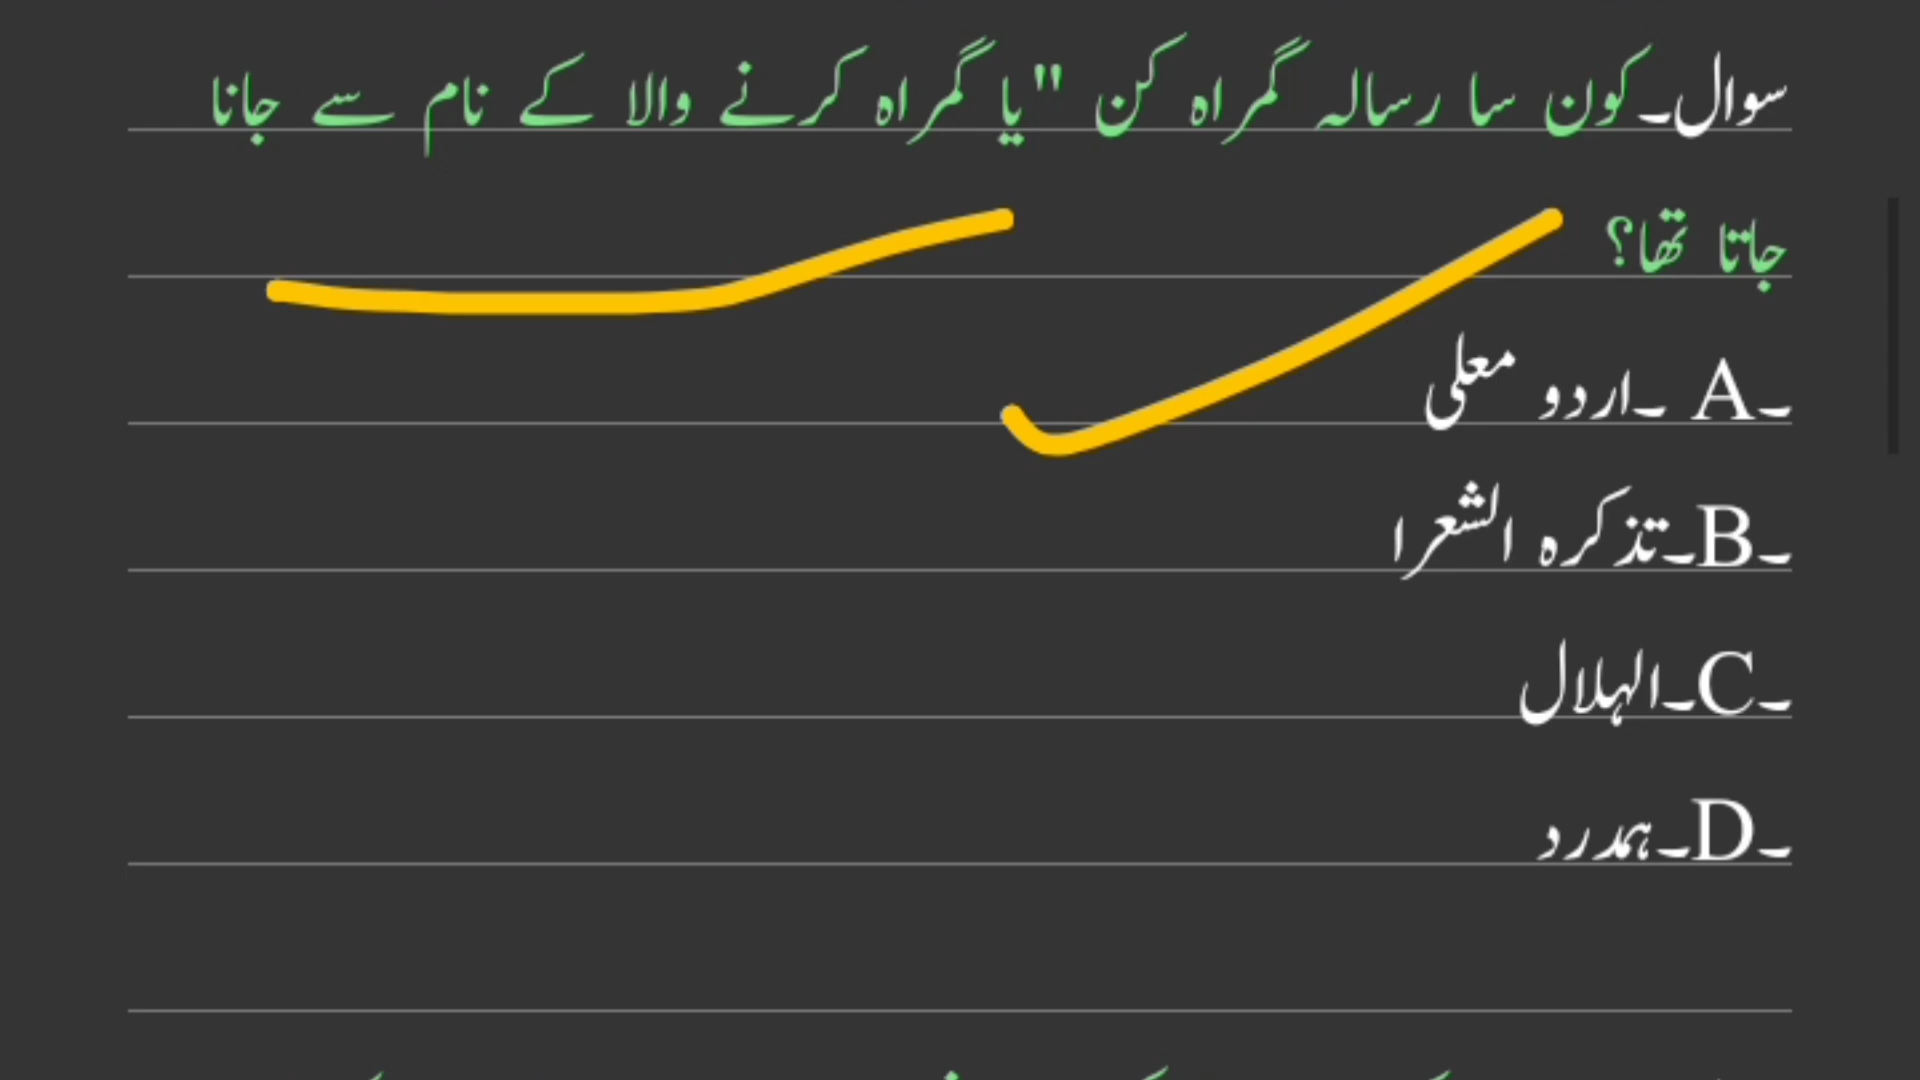 سوال۔کون سا رسالہ گمراہ کن "یا گمراہ کرنے والا کے نام سے جانا
جاتا تھا؟
۔A ۔اردو معلی
۔B۔تذکرہ الشعرا
۔C۔الہلال
۔D۔ہمدرد